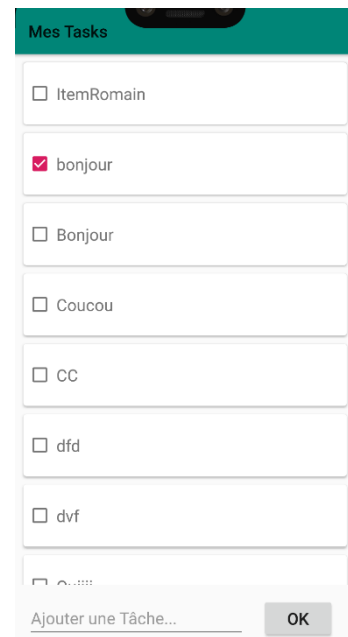 Mes Tasks
ItemRomain
bonjour
Bonjour
Coucou
CC
dfd
dvf
Ajouter une Tâche...
OK